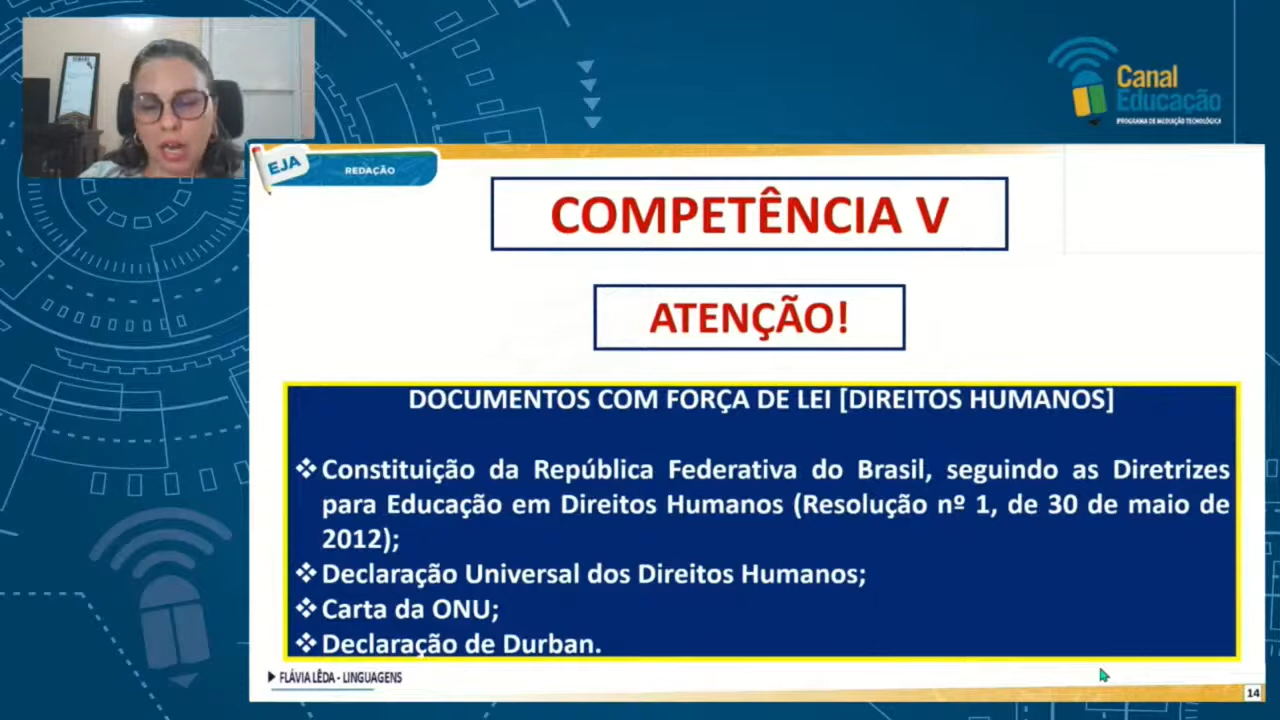 Canal
Educação
PROGRAMA DE MEDIAÇÃO TECNOLÓGICA
EJA
REDAÇÃO
COMPETÊNCIA V
ATENÇÃO!
DOCUMENTOS COM FORÇA DE LEI [DIREITOS HUMANOS]
❖Constituição da República Federativa do Brasil, seguindo as Diretrizes
para Educação em Direitos Humanos (Resolução nº 1, de 30 de maio de
2012);
❖Declaração Universal dos Direitos Humanos;
❖Carta da ONU;
❖Declaração de Durban.
FLÁVIA LÊDA - LINGUAGENS
14